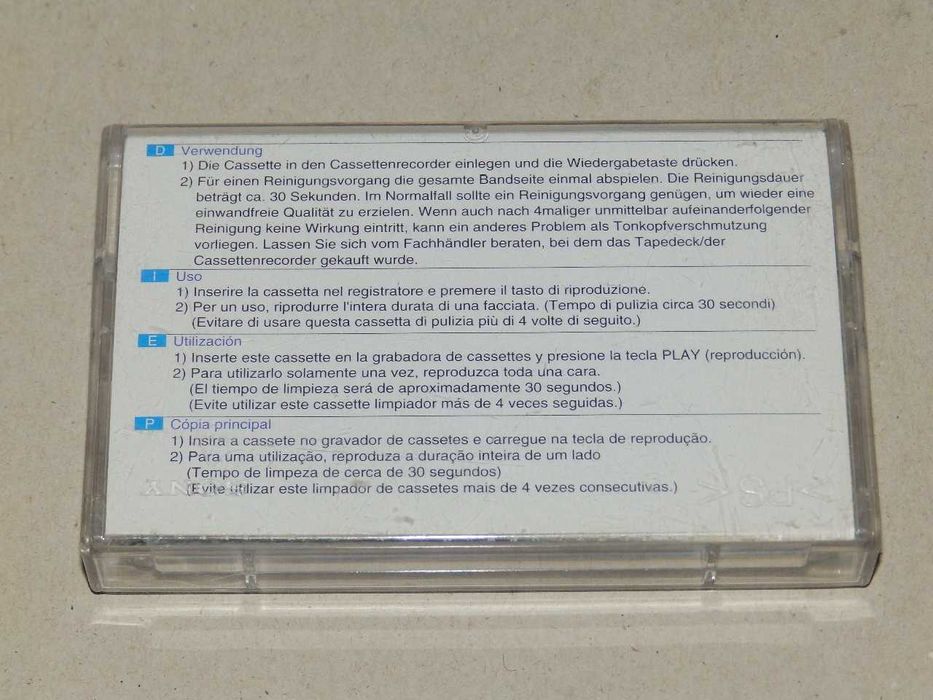 D Verwendung
1) Die Cassette in den Cassettenrecorder einlegen und die Wiedergabetaste drücken.
2) Für einen Reinigungsvorgang die gesamte Bandseite einmal abspielen. Die Reinigungsdauer
beträgt ca. 30 Sekunden. Im Normalfall sollte ein Reinigungsvorgang genügen, um wieder eine
einwandfreie Qualität zu erzielen. Wenn auch nach 4maliger unmittelbar aufeinanderfolgender
Reinigung keine Wirkung eintritt, kann ein anderes Problem als Tonkopfverschmutzung
vorliegen. Lassen Sie sich vom Fachhändler beraten, bei dem das Tapedeck/der
Cassettenrecorder gekauft wurde.
I Uso
1) Inserire la cassetta nel registratore e premere il tasto di riproduzione.
2) Per un uso, riprodurre l'intera durata di una facciata. (Tempo di pulizia circa 30 secondi)
(Evitare di usare questa cassetta di pulizia più di 4 volte di seguito.)
E Utilización
1) Inserte este cassette en la grabadora de cassettes y presione la tecla PLAY (reproducción).
2) Para utilizarlo solamente una vez, reproduzca toda una cara.
(El tiempo de limpieza será de aproximadamente 30 segundos.)
(Evite utilizar este cassette limpiador más de 4 veces seguidas.)
P Cópia principal
1) Insira a cassete no gravador de cassetes e carregue na tecla de reprodução.
2) Para uma utilização, reproduza a duração inteira de um lado
(Tempo de limpeza de cerca de 30 segundos)
(Evite utilizar este limpador de cassetes mais de 4 vezes consecutivas.)
SONY
>PS<